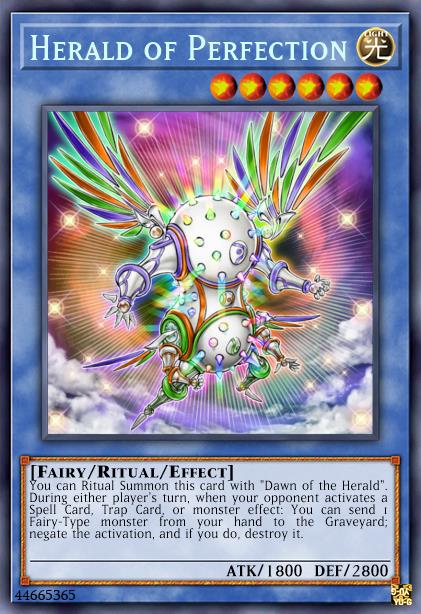 Herald of Perfection
LIGHT
光
[Fairy/Ritual/Effect]
You can Ritual Summon this card with "Dawn of the Herald".
During either player's turn, when your opponent activates a
Spell Card, Trap Card, or monster effect: You can send 1
Fairy-Type monster from your hand to the Graveyard;
negate the activation, and if you do, destroy it.
ATK/1800 DEF/2800
44665365